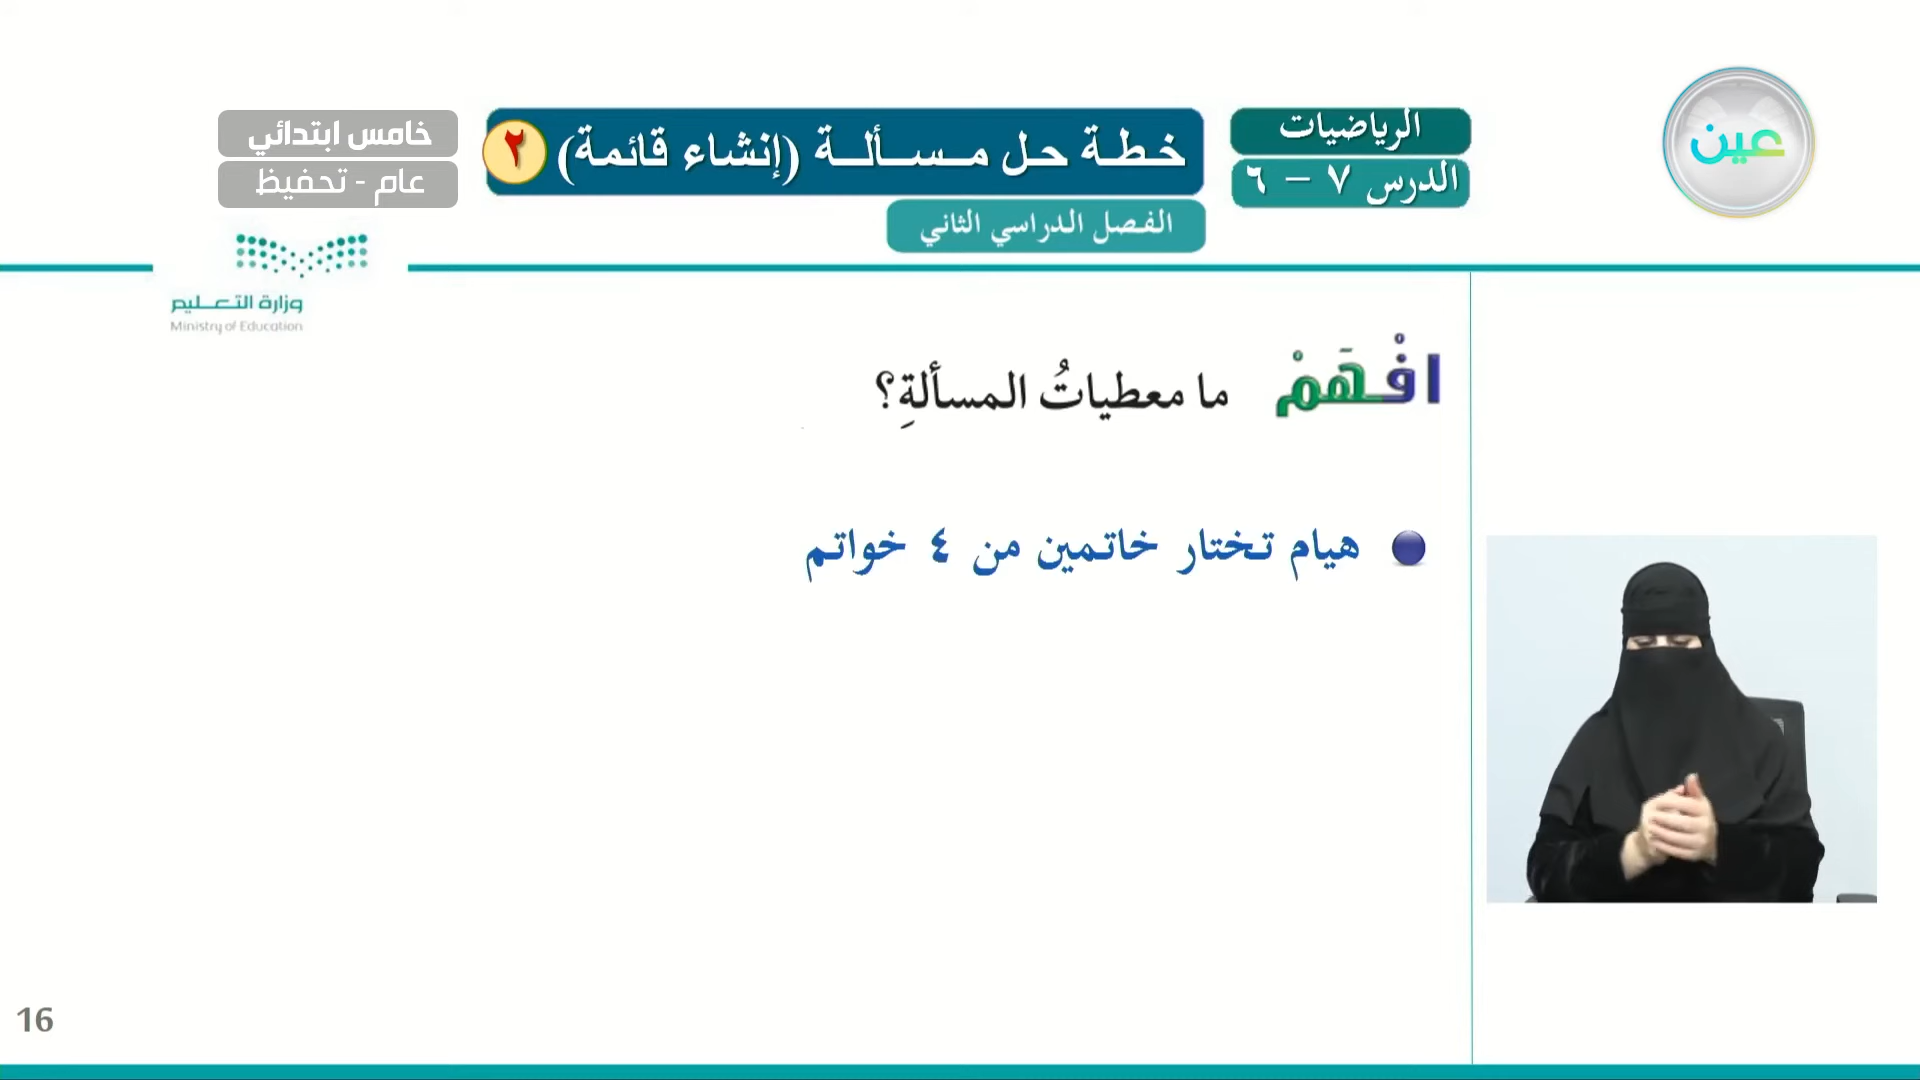 عين
الرياضيات
الدرس ٧ – ٦
خطة حل مسألة (إنشاء قائمة) ٢
الفصل الدراسي الثاني
خامس ابتدائي
عام - تحفيظ
وزارة التعليم
Ministry of Education
افْهَمْ ما معطياتُ المسألةِ؟
هيام تختار خاتمين من ٤ خواتم
16